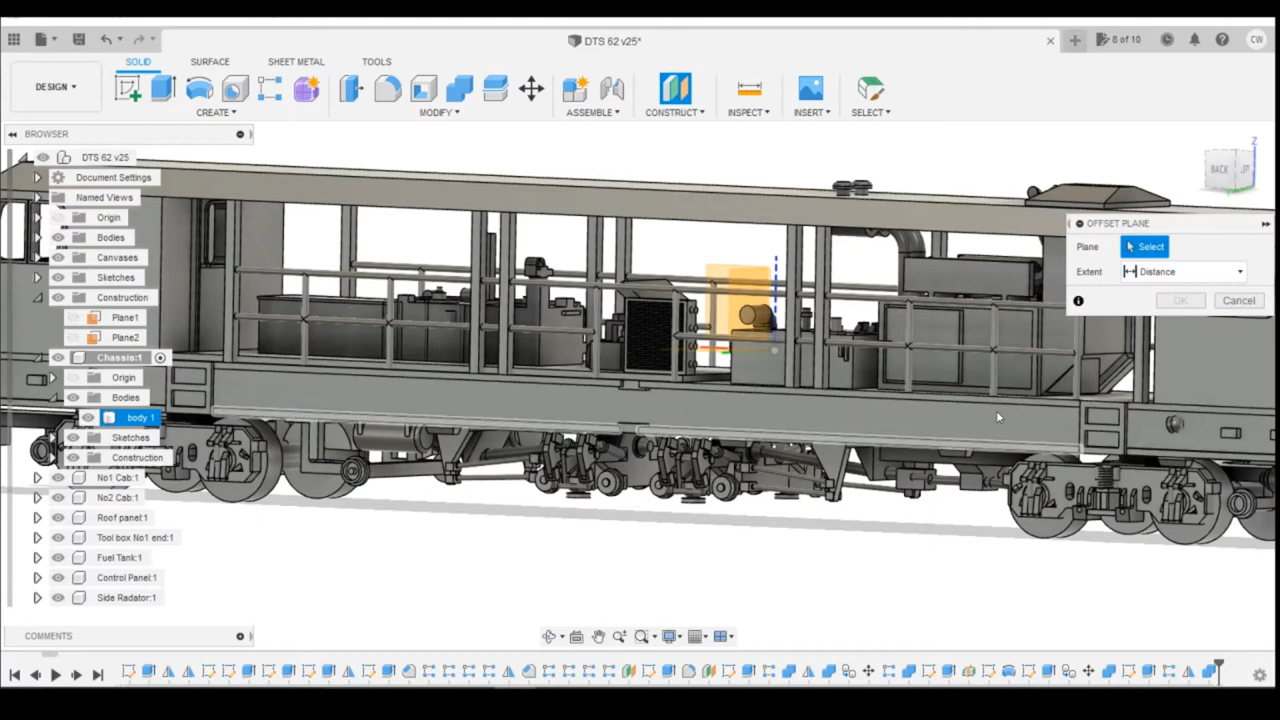 DTS 62 v25*
8 of 10
CW
SOLID
SURFACE
SHEET METAL
TOOLS
DESIGN
CREATE
MODIFY
ASSEMBLE
CONSTRUCT
INSPECT
INSERT
SELECT
BROWSER
DTS 62 v25
Document Settings
Named Views
Origin
Bodies
Canvases
Sketches
Construction
Plane1
Plane2
Chassis:1
Origin
Bodies
body 1
Sketches
Construction
No1 Cab:1
No2 Cab:1
Roof panel:1
Tool box No1 end:1
Fuel Tank:1
Control Panel:1
Side Radator:1
COMMENTS
Z
BACK
OFFSET PLANE
Plane
Select
Extent
Distance
OK
Cancel